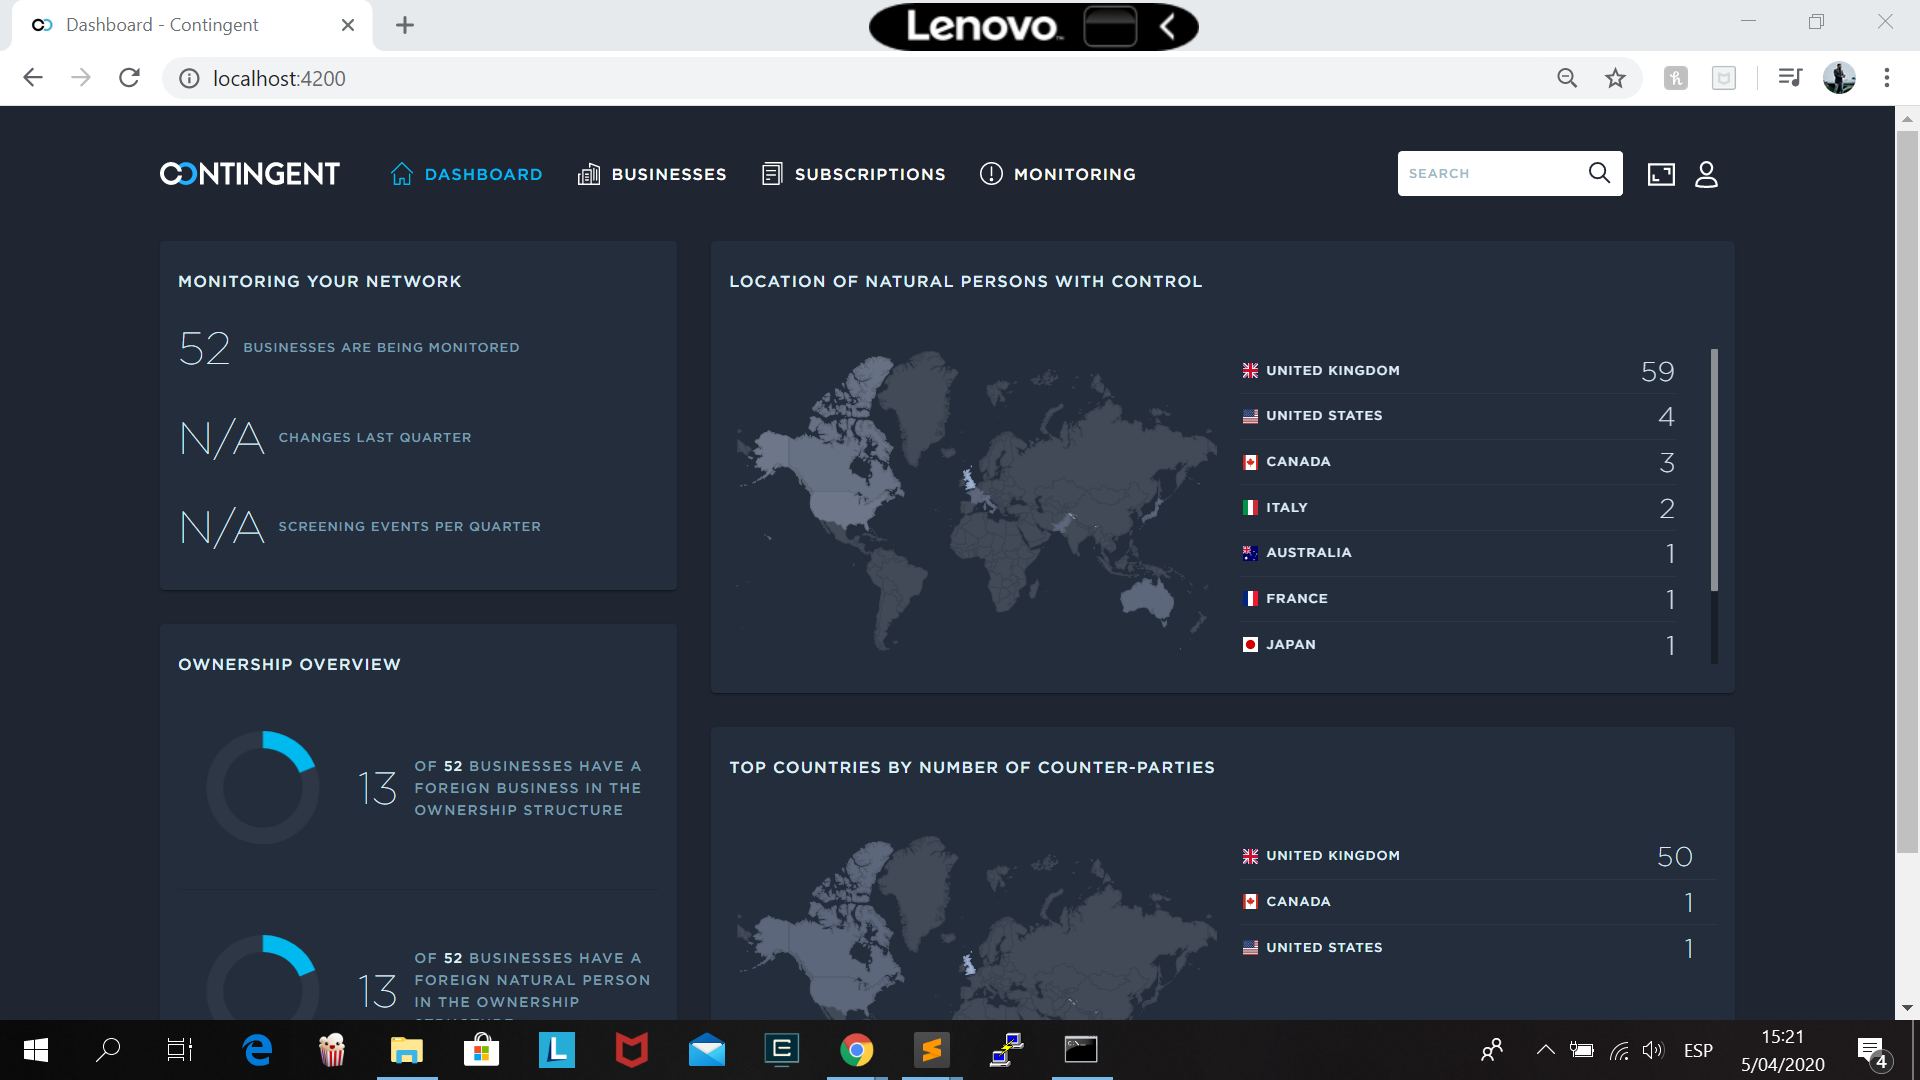 Dashboard - Contingent
Lenovo™
localhost:4200
CONTINGENT
DASHBOARD
BUSINESSES
SUBSCRIPTIONS
MONITORING
SEARCH
MONITORING YOUR NETWORK
52 BUSINESSES ARE BEING MONITORED
N/A CHANGES LAST QUARTER
N/A SCREENING EVENTS PER QUARTER
OWNERSHIP OVERVIEW
13
OF 52 BUSINESSES HAVE A
FOREIGN BUSINESS IN THE
OWNERSHIP STRUCTURE
13
OF 52 BUSINESSES HAVE A
FOREIGN NATURAL PERSON
IN THE OWNERSHIP
LOCATION OF NATURAL PERSONS WITH CONTROL
UNITED KINGDOM 59
UNITED STATES 4
CANADA 3
ITALY 2
AUSTRALIA 1
FRANCE 1
JAPAN 1
TOP COUNTRIES BY NUMBER OF COUNTER-PARTIES
UNITED KINGDOM 50
CANADA 1
UNITED STATES 1
ESP
15:21
5/04/2020
4